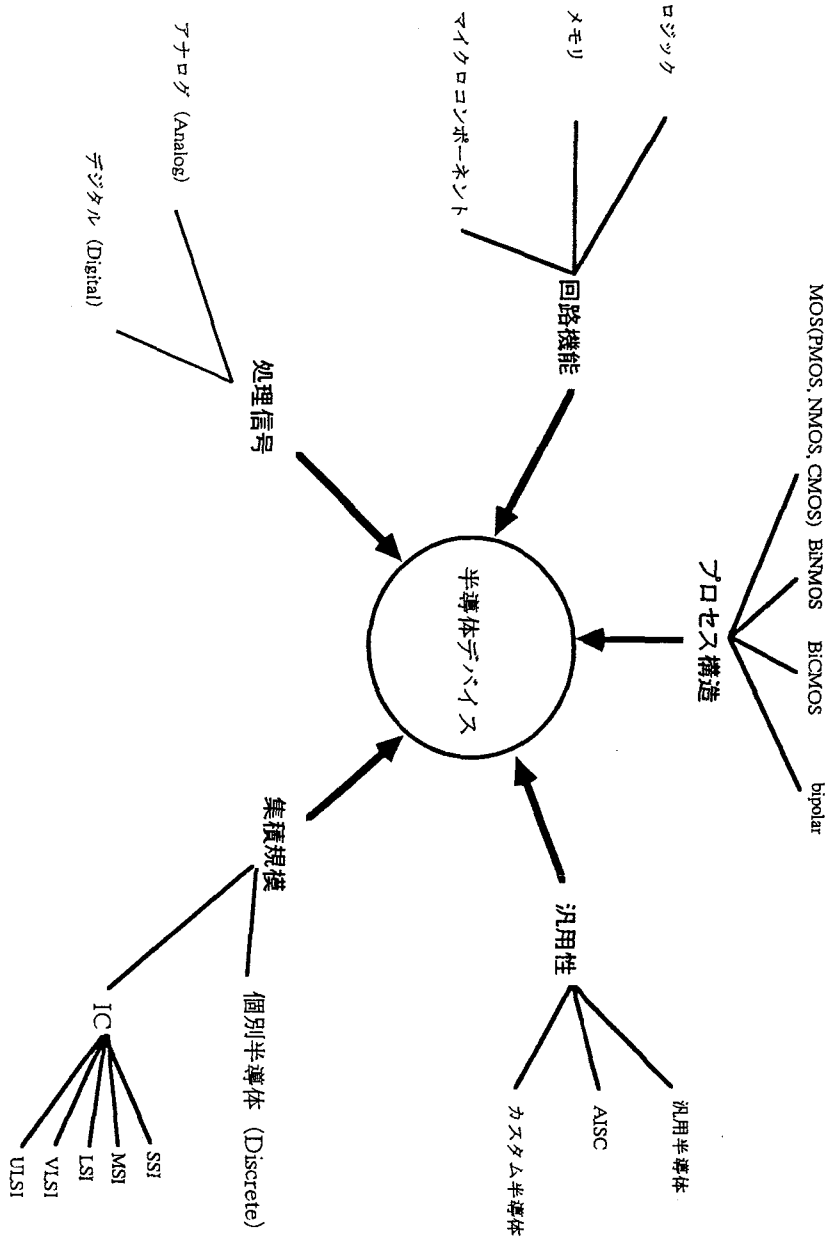 MOS(PMOS, NMOS, CMOS) BiNMOS BiCMOS bipolar
プロセス構造
ロジック
メモリ
マイクロコンポーネント
回路機能
汎用性
汎用半導体
AISC
カスタム半導体
半導体デバイス
アナログ (Analog)
デジタル (Digital)
処理信号
集積規模
個別半導体 (Discrete)
IC
SSI
MSI
LSI
VLSI
ULSI